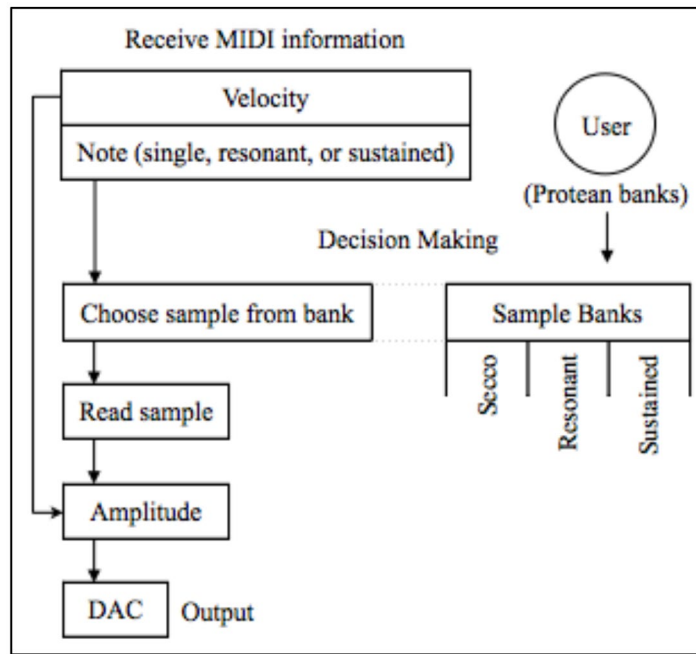 Receive MIDI information
Velocity
Note (single, resonant, or sustained)
User
(Protean banks)
Decision Making
Choose sample from bank
Sample Banks
Secco
Resonant
Sustained
Read sample
Amplitude
DAC
Output